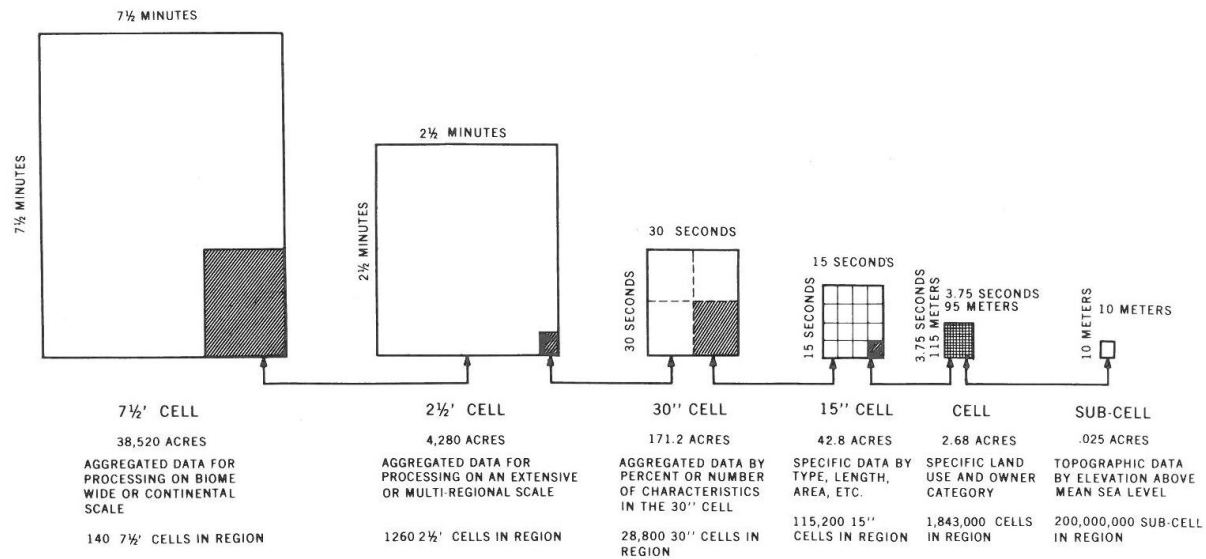 7½ MINUTES
7½ MINUTES
2½ MINUTES
2½ MINUTES
30 SECONDS
30 SECONDS
15 SECONDS
15 SECONDS
3.75 SECONDS
95 METERS
3.75 SECONDS
115 METERS
10 METERS
10 METERS
7½' CELL
38,520 ACRES
AGGREGATED DATA FOR
PROCESSING ON BIOME
WIDE OR CONTINENTAL
SCALE
140 7½' CELLS IN REGION
2½' CELL
4,280 ACRES
AGGREGATED DATA FOR
PROCESSING ON AN EXTENSIVE
OR MULTI-REGIONAL SCALE
1260 2½' CELLS IN REGION
30'' CELL
171.2 ACRES
AGGREGATED DATA BY
PERCENT OR NUMBER
OF CHARACTERISTICS
IN THE 30'' CELL
28,800 30'' CELLS IN
REGION
15'' CELL
42.8 ACRES
SPECIFIC DATA BY
TYPE, LENGTH,
AREA, ETC.
115,200 15''
CELLS IN REGION
CELL
2.68 ACRES
SPECIFIC LAND
USE AND OWNER
CATEGORY
1,843,000 CELLS
IN REGION
SUB-CELL
.025 ACRES
TOPOGRAPHIC DATA
BY ELEVATION ABOVE
MEAN SEA LEVEL
200,000,000 SUB-CELL
IN REGION